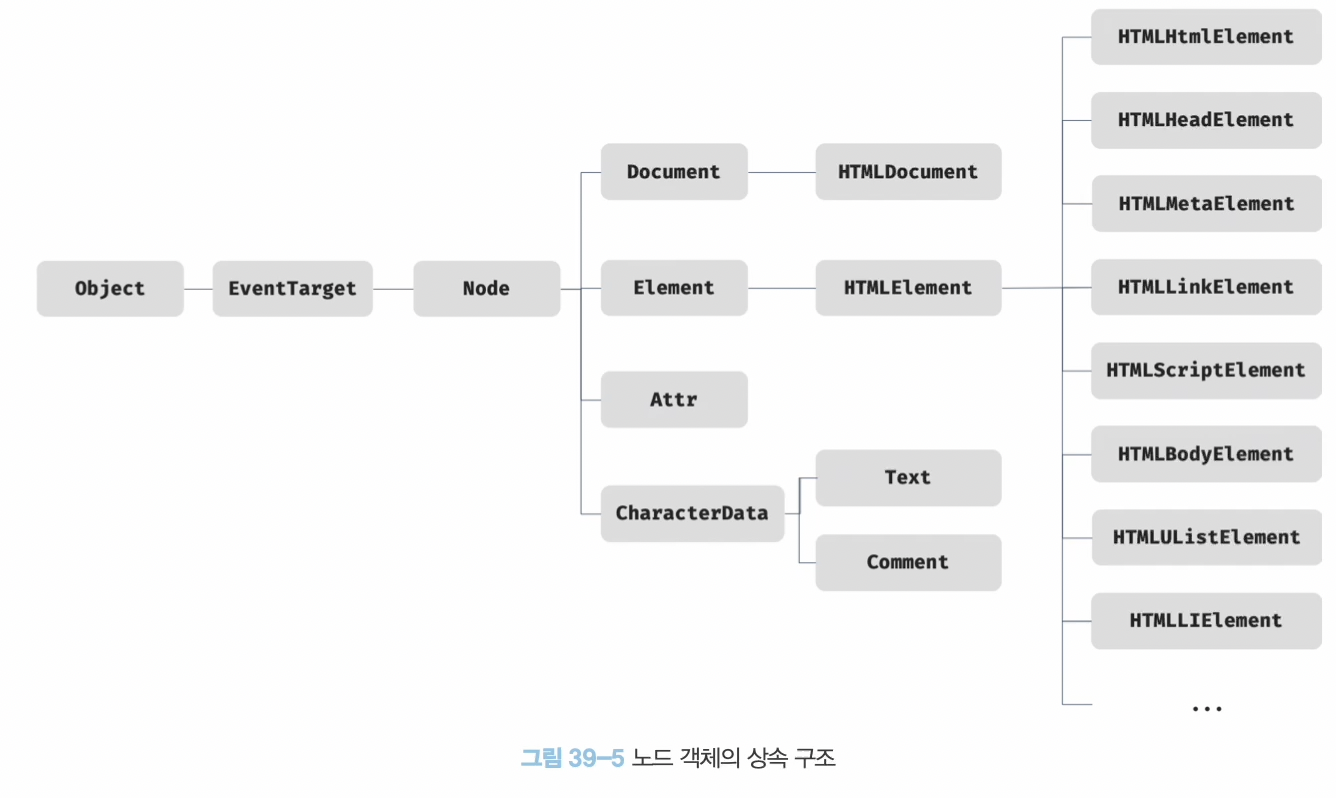 HTMLHtmlElement
HTMLHeadElement
Document
HTMLDocument
HTMLMetaElement
Object
EventTarget
Node
Element
HTMLElement
HTMLLinkElement
HTMLScriptElement
Attr
HTMLBodyElement
Text
CharacterData
HTMLUListElement
Comment
HTMLLIElement
...
그림 39-5 노드 객체의 상속 구조